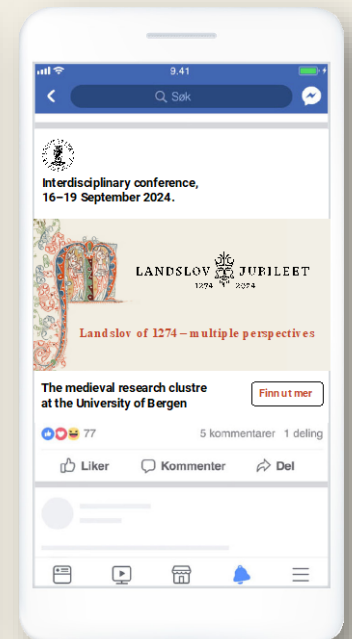 9.41
Søk
Interdisciplinary conference,
16–19 September 2024.
LANDSLOV JUBILEET
1274 2074
Landslov of 1274 – multiple perspectives
The medieval research clustre
at the University of Bergen
Finn ut mer
77
5 kommentarer 1 deling
Liker Kommenter Del